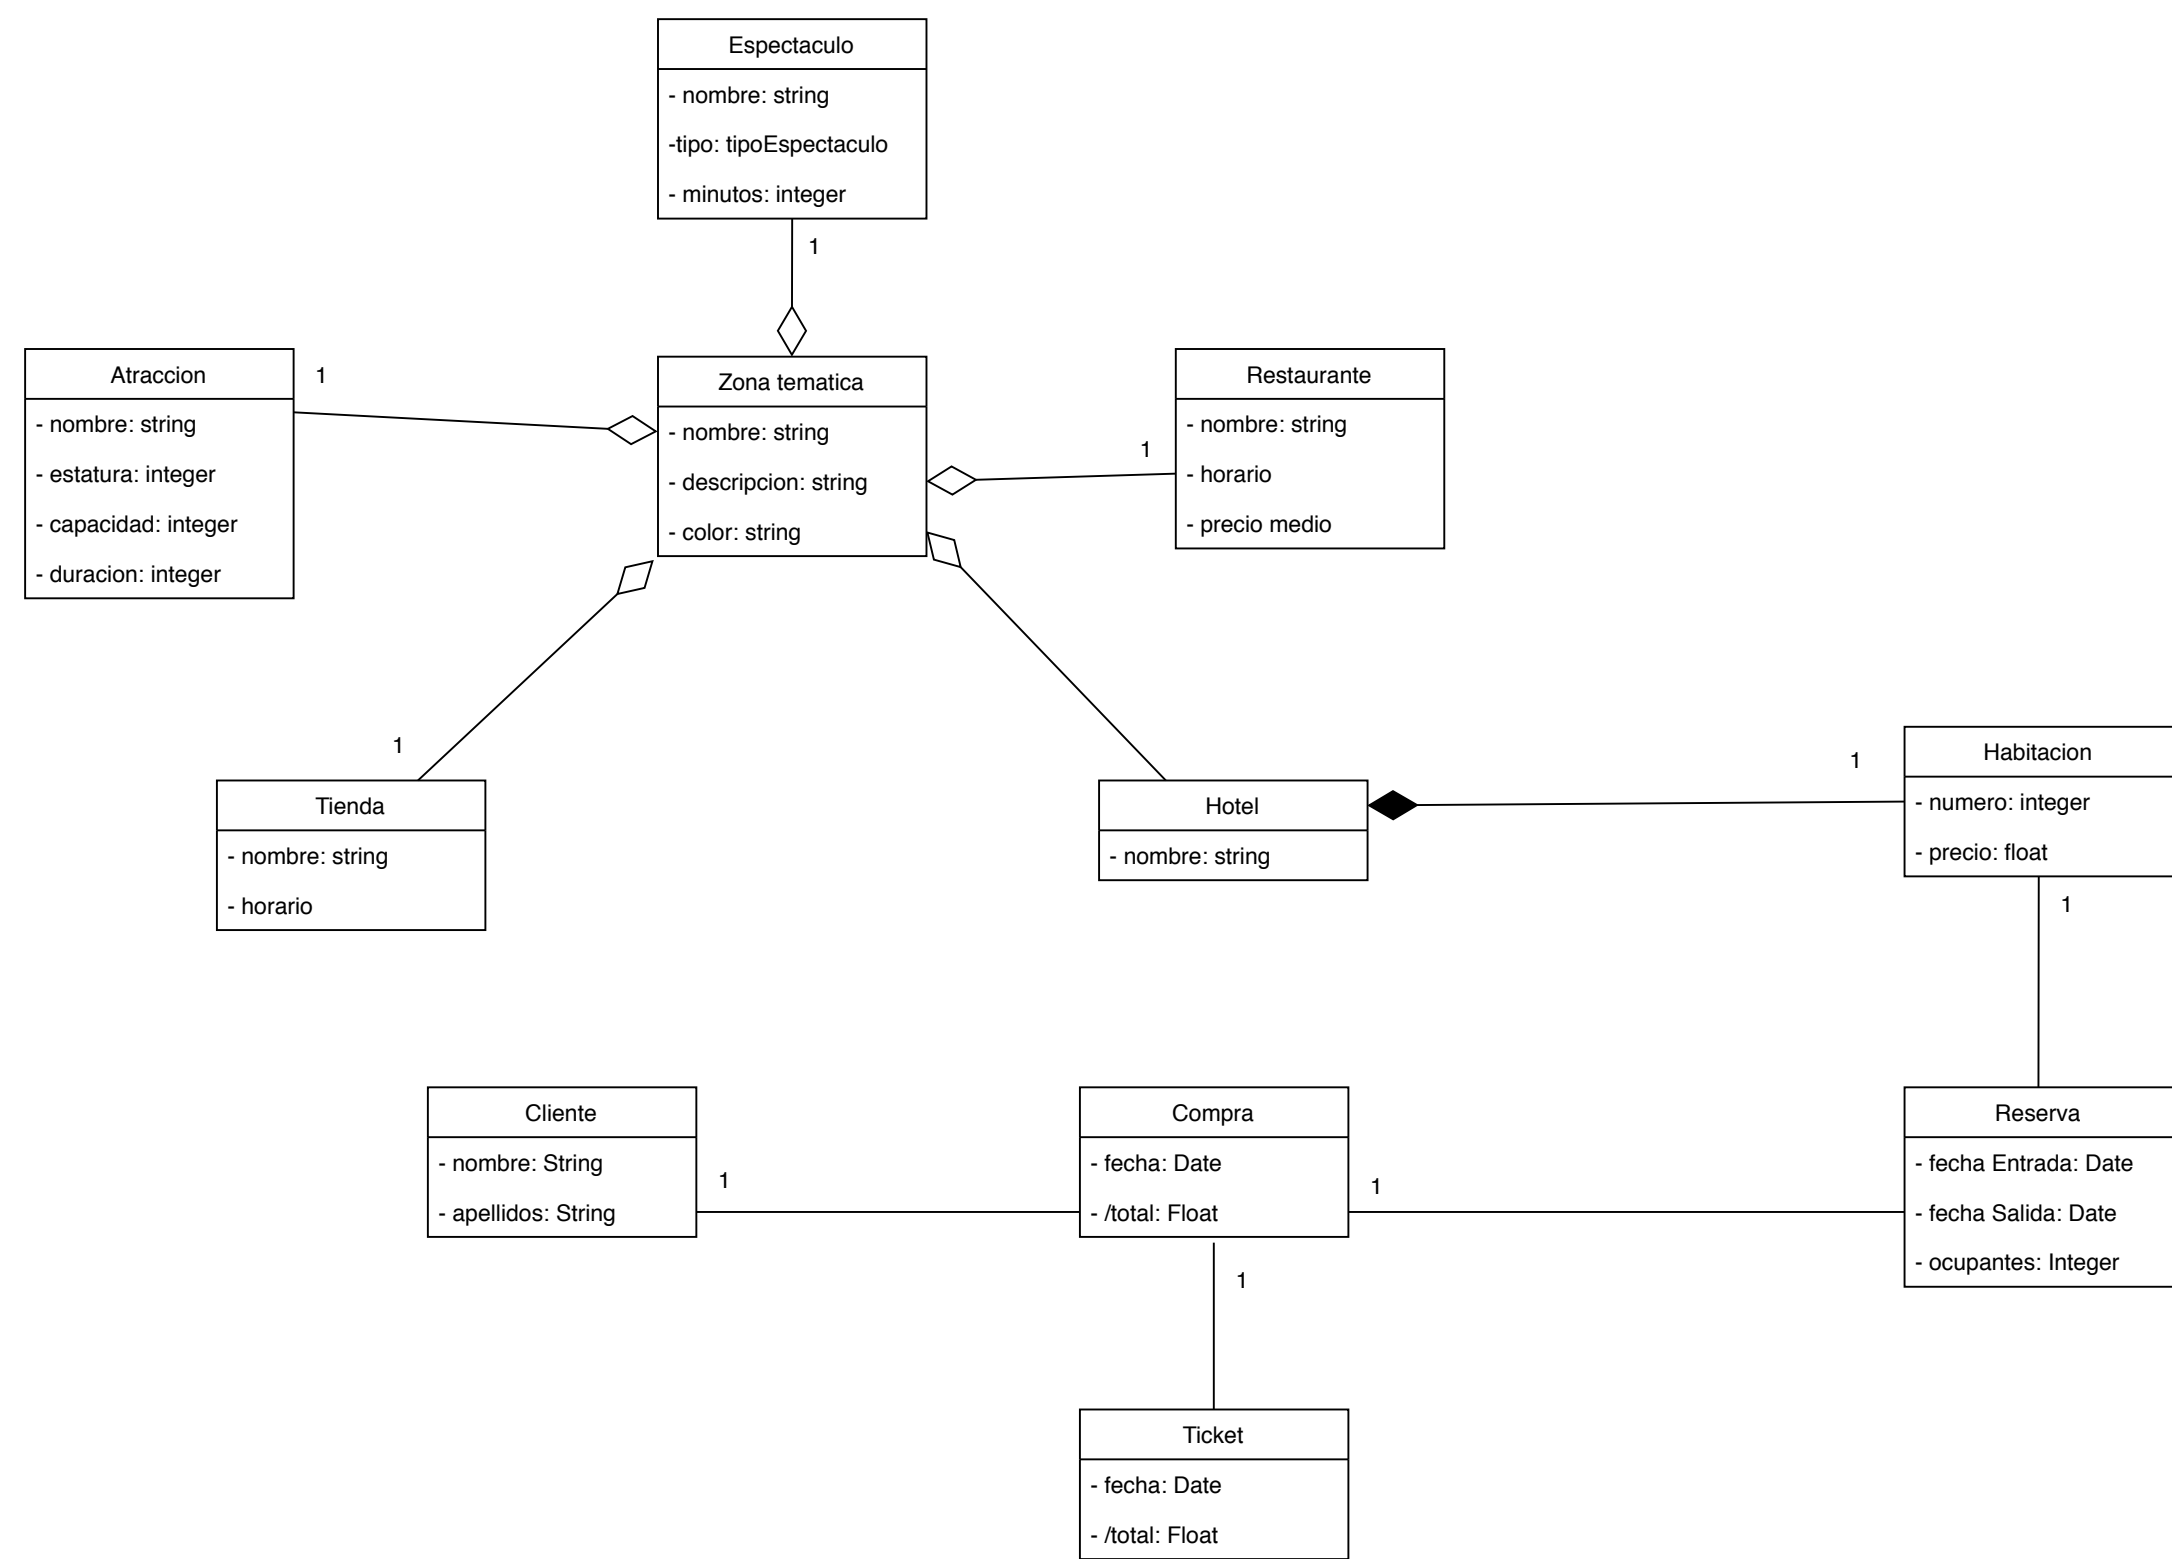 Espectaculo
- nombre: string
-tipo: tipoEspectaculo
- minutos: integer
1
Atraccion
- nombre: string
- estatura: integer
- capacidad: integer
- duracion: integer
1
Zona tematica
- nombre: string
- descripcion: string
- color: string
1
Restaurante
- nombre: string
- horario
- precio medio
1
Tienda
- nombre: string
- horario
Hotel
- nombre: string
1
Habitacion
- numero: integer
- precio: float
1
Cliente
- nombre: String
- apellidos: String
1
Compra
- fecha: Date
- /total: Float
1
1
Reserva
- fecha Entrada: Date
- fecha Salida: Date
- ocupantes: Integer
Ticket
- fecha: Date
- /total: Float